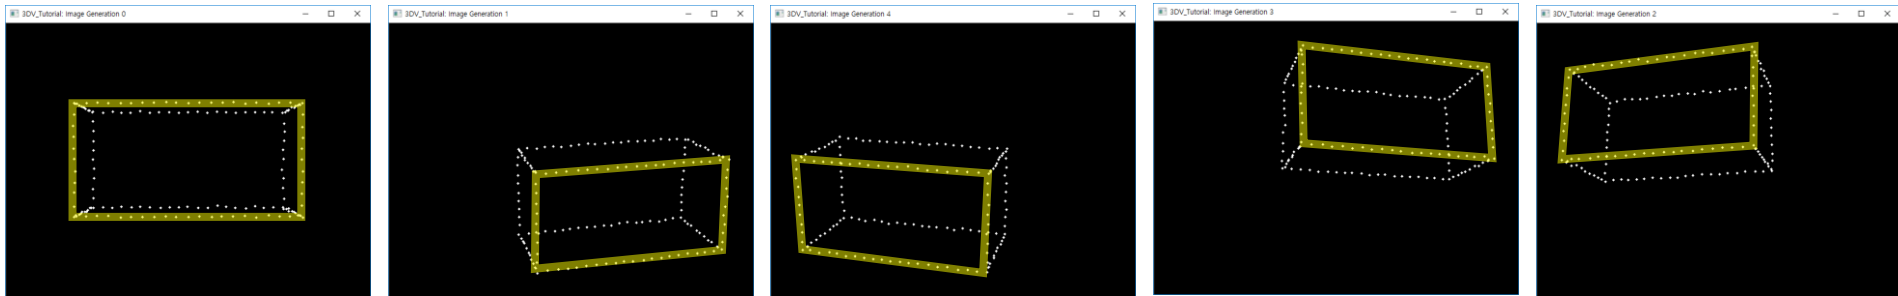 3DV_Tutorial: Image Generation 0
3DV_Tutorial: Image Generation 1
3DV_Tutorial: Image Generation 4
3DV_Tutorial: Image Generation 3
3DV_Tutorial: Image Generation 2